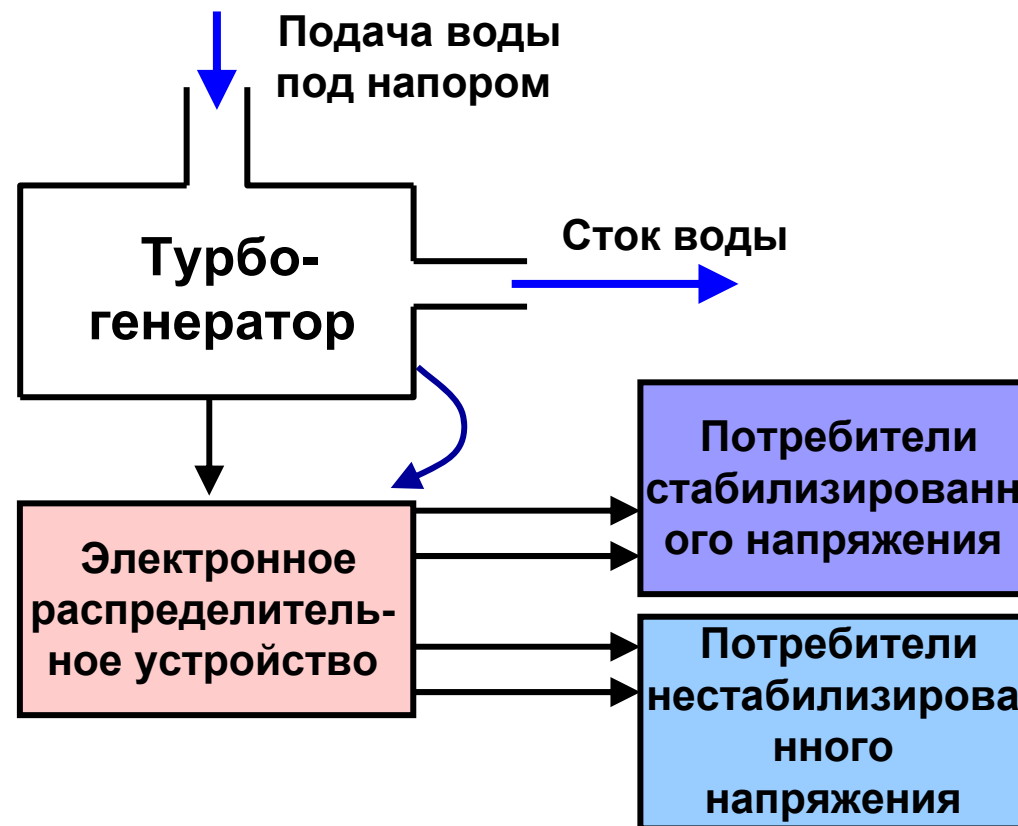 Подача воды
под напором
Сток воды
Турбо-
генератор
Потребители
стабилизированн
ого напряжения
Электронное
распределитель-
ное устройство
Потребители
нестабилизирова
нного
напряжения